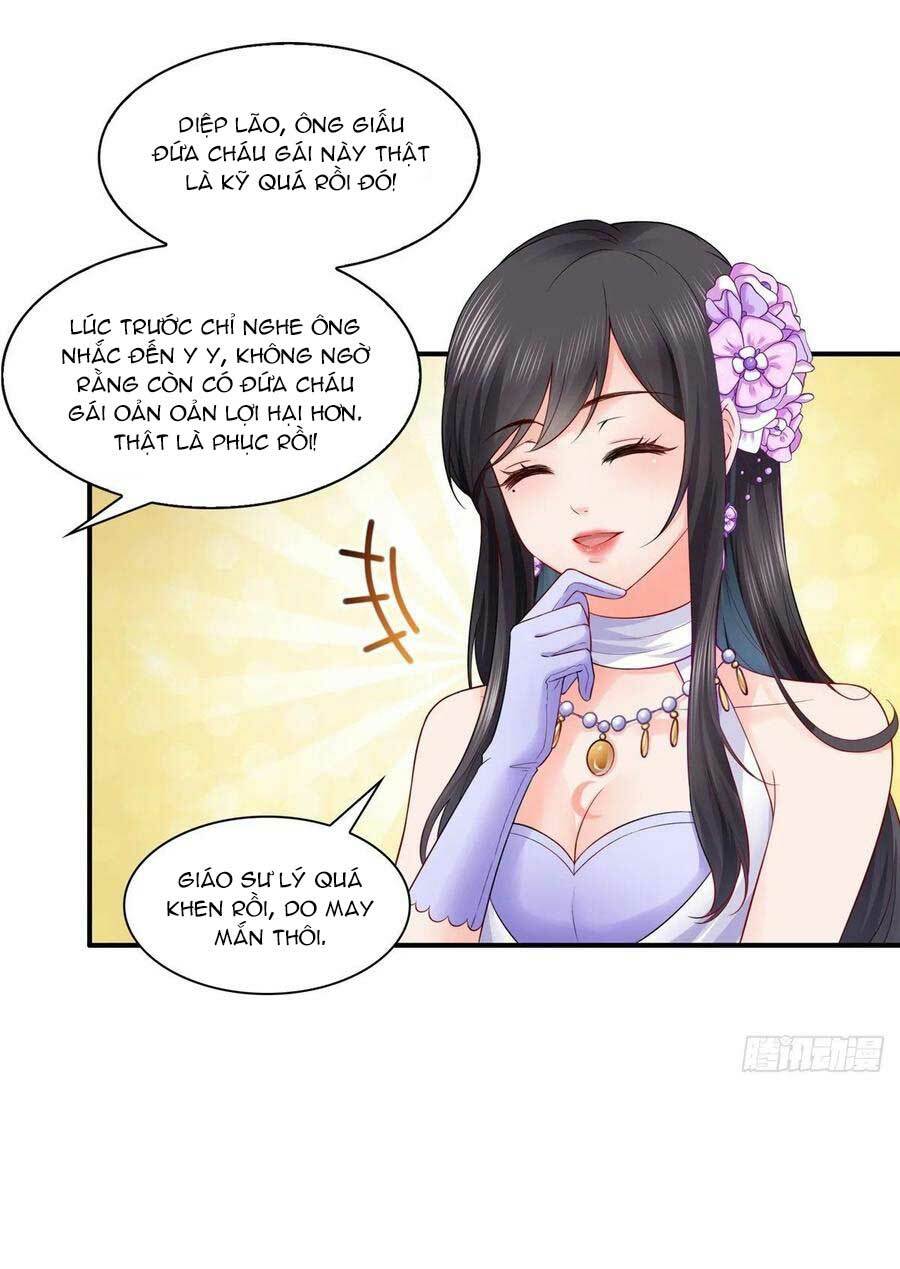 DIỆP LÃO, ÔNG GIẤU
ĐỨA CHÁU GÁI NÀY THẬT
LÀ KỸ QUÁ RỒI ĐÓ!
LÚC TRƯỚC CHỈ NGHE ÔNG
NHẮC ĐẾN Y Y, KHÔNG NGỜ
RẰNG CÒN CÓ ĐỨA CHÁU
GÁI OẢN OẢN LỢI HẠI HƠN.
THẬT LÀ PHỤC RỒI!
GIÁO SƯ LÝ QUÁ
KHEN RỒI, DO MAY
MẮN THÔI.
腾讯动漫